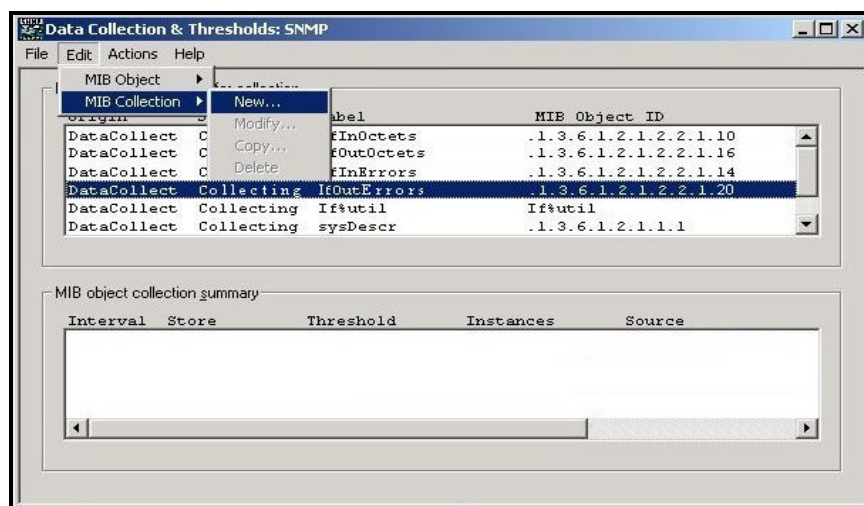 Data Collection & Thresholds: SNMP
File Edit Actions Help
MIB Object
MIB Collection
New...
Modify...
Copy...
Delete
MIB Object ID
DataCollect .1.3.6.1.2.1.2.2.1.10
DataCollect .1.3.6.1.2.1.2.2.1.16
DataCollect .1.3.6.1.2.1.2.2.1.14
DataCollect Collecting IfOutErrors .1.3.6.1.2.1.2.2.1.20
DataCollect Collecting If%util If%util
DataCollect Collecting sysDescr .1.3.6.1.2.1.1.1
MIB object collection summary
Interval Store Threshold Instances Source